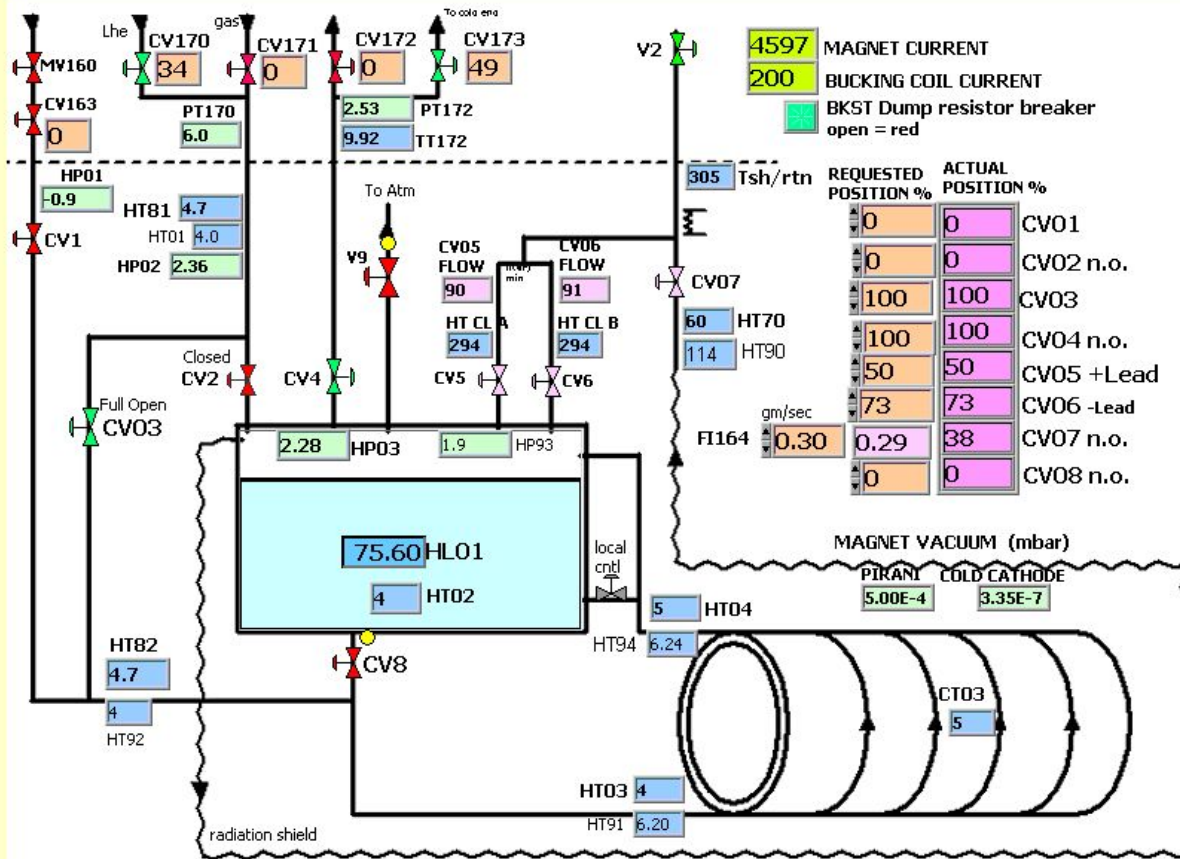 Lhe
gas
To cold end
CV170
34
CV171
0
CV172
0
CV173
49
V2
4597 MAGNET CURRENT
200 BUCKING COIL CURRENT
BKST Dump resistor breaker
open = red
MV160
CV163
0
PT170
6.0
2.53 PT172
9.92 TT172
HP01
-0.9
HT81 4.7
HT01 4.0
HP02 2.36
CV1
To Atm
V9
CV05
FLOW
90
min
CV06
FLOW
91
HT CL A
294
HT CL B
294
CV5
CV6
305 Tsh/rtn
CV07
60 HT70
114 HT90
REQUESTED
POSITION %
ACTUAL
POSITION %
0 0 CV01
0 0 CV02 n.o.
100 100 CV03
100 100 CV04 n.o.
50 50 CV05 +Lead
73 73 CV06 -Lead
gm/sec
FI164 0.30 0.29 38 CV07 n.o.
0 0 CV08 n.o.
Closed
CV2
CV4
Full Open
CV03
2.28 HP03
1.9 HP93
75.60 HL01
4 HT02
local
cntl
MAGNET VACUUM (mbar)
PIRANI
5.00E-4
COLD CATHODE
3.35E-7
5 HT04
HT94 6.24
CV8
HT82
4.7
4
HT92
CT03
5
HT03 4
HT91 6.20
radiation shield